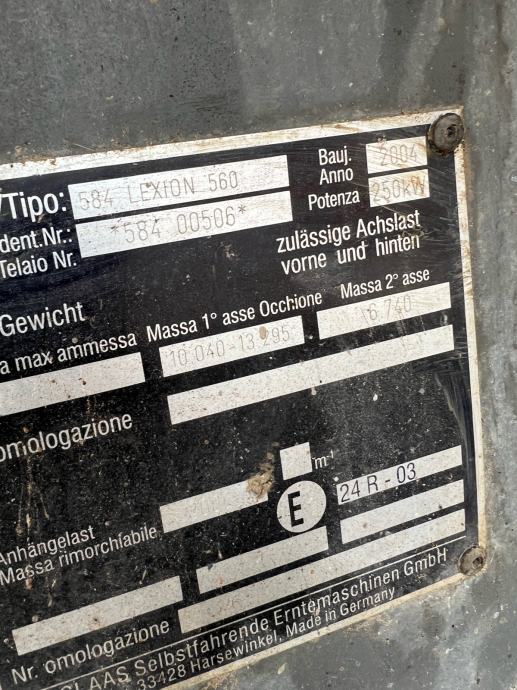 /Tipo: 584 LEXION 560
Bauj. Anno 2004
dent.Nr.: *584 00506*
Telaio Nr.
Potenza 250kW
zulässige Achslast
vorne und hinten
Gewicht
a max ammessa
Massa 1° asse Occhione
Massa 2° asse
10.040-13.295
6.740
omologazione
m⁻¹
E 24 R - 03
Anhängelast
Massa rimorchiabile
Nr. omologazione
CLAAS Selbstfahrende Erntemaschinen GmbH
33428 Harsewinkel, Made in Germany